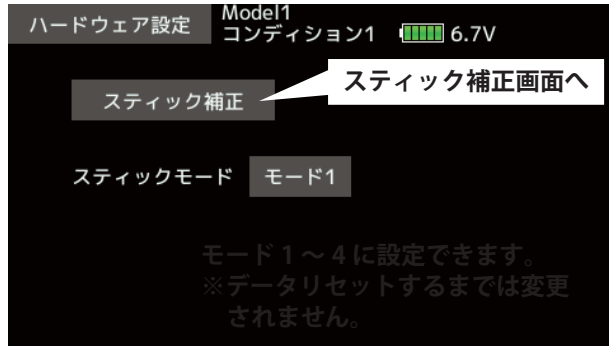 ハードウェア設定
Model1
コンディション1 6.7V
スティック補正画面へ
スティック補正
スティックモード モード1
モード1～4に設定できます。
※データリセットするまでは変更
されません。